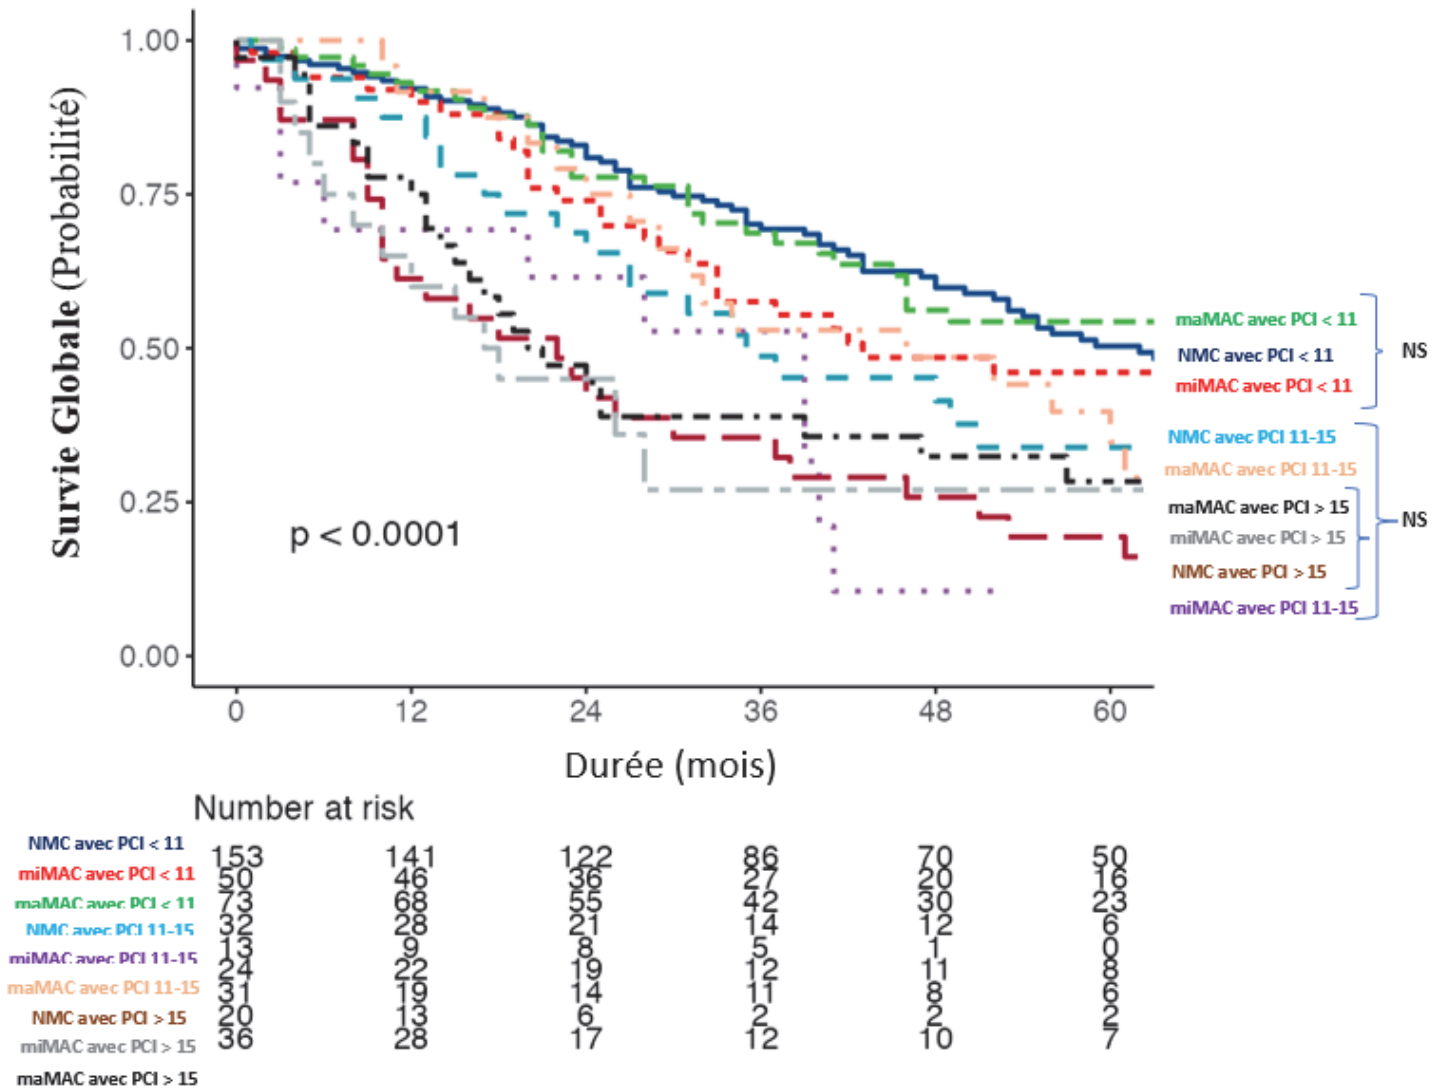 Survie Globale (Probabilité)
1.00
0.75
0.50
0.25
0.00
p < 0.0001
0 12 24 36 48 60
Durée (mois)
maMAC avec PCI < 11
NMC avec PCI < 11
miMAC avec PCI < 11
NS
NMC avec PCI 11-15
maMAC avec PCI 11-15
maMAC avec PCI > 15
miMAC avec PCI > 15
NMC avec PCI > 15
miMAC avec PCI 11-15
NS
Number at risk
NMC avec PCI < 11 153 141 122 86 70 50
miMAC avec PCI < 11 50 46 36 27 20 16
maMAC avec PCI < 11 73 68 55 42 30 23
NMC avec PCI 11-15 32 28 21 14 12 6
miMAC avec PCI 11-15 13 9 8 5 1 0
maMAC avec PCI 11-15 24 22 19 12 11 8
NMC avec PCI > 15 31 19 14 11 8 6
miMAC avec PCI > 15 20 13 6 2 2 2
maMAC avec PCI > 15 36 28 17 12 10 7